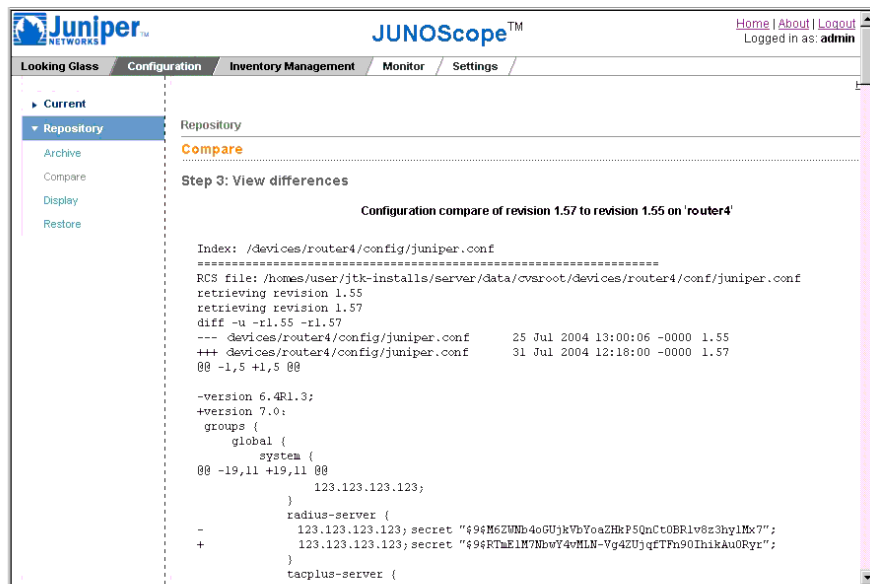 Juniper NETWORKS TM
JUNOScope™
Home | About | Logout
Logged in as: admin
Looking Glass / Configuration / Inventory Management / Monitor / Settings /
Current
Repository
Archive
Compare
Display
Restore
Repository
Compare
Step 3: View differences
Configuration compare of revision 1.57 to revision 1.55 on 'router4'
Index: /devices/router4/config/juniper.conf
===================================================================
RCS file: /homes/user/jtk-installs/server/data/cvsroot/devices/router4/conf/juniper.conf
retrieving revision 1.55
retrieving revision 1.57
diff -u -r1.55 -r1.57
--- devices/router4/config/juniper.conf 25 Jul 2004 13:00:06 -0000 1.55
+++ devices/router4/config/juniper.conf 31 Jul 2004 12:18:00 -0000 1.57
@@ -1,5 +1,5 @@
-version 6.4R1.3;
+version 7.0:
groups {
global {
system {
@@ -19,11 +19,11 @@
123.123.123.123;
}
radius-server {
- 123.123.123.123; secret "$9$M6ZWNb4oGUjkVbYoaZHkP5QnCtOBR1v8z3hylMx7";
+ 123.123.123.123; secret "$9$RTmElM7NbwY4vMLN-Vg4ZUjqfTFn90IhikAu0Ryr";
}
tacplus-server {